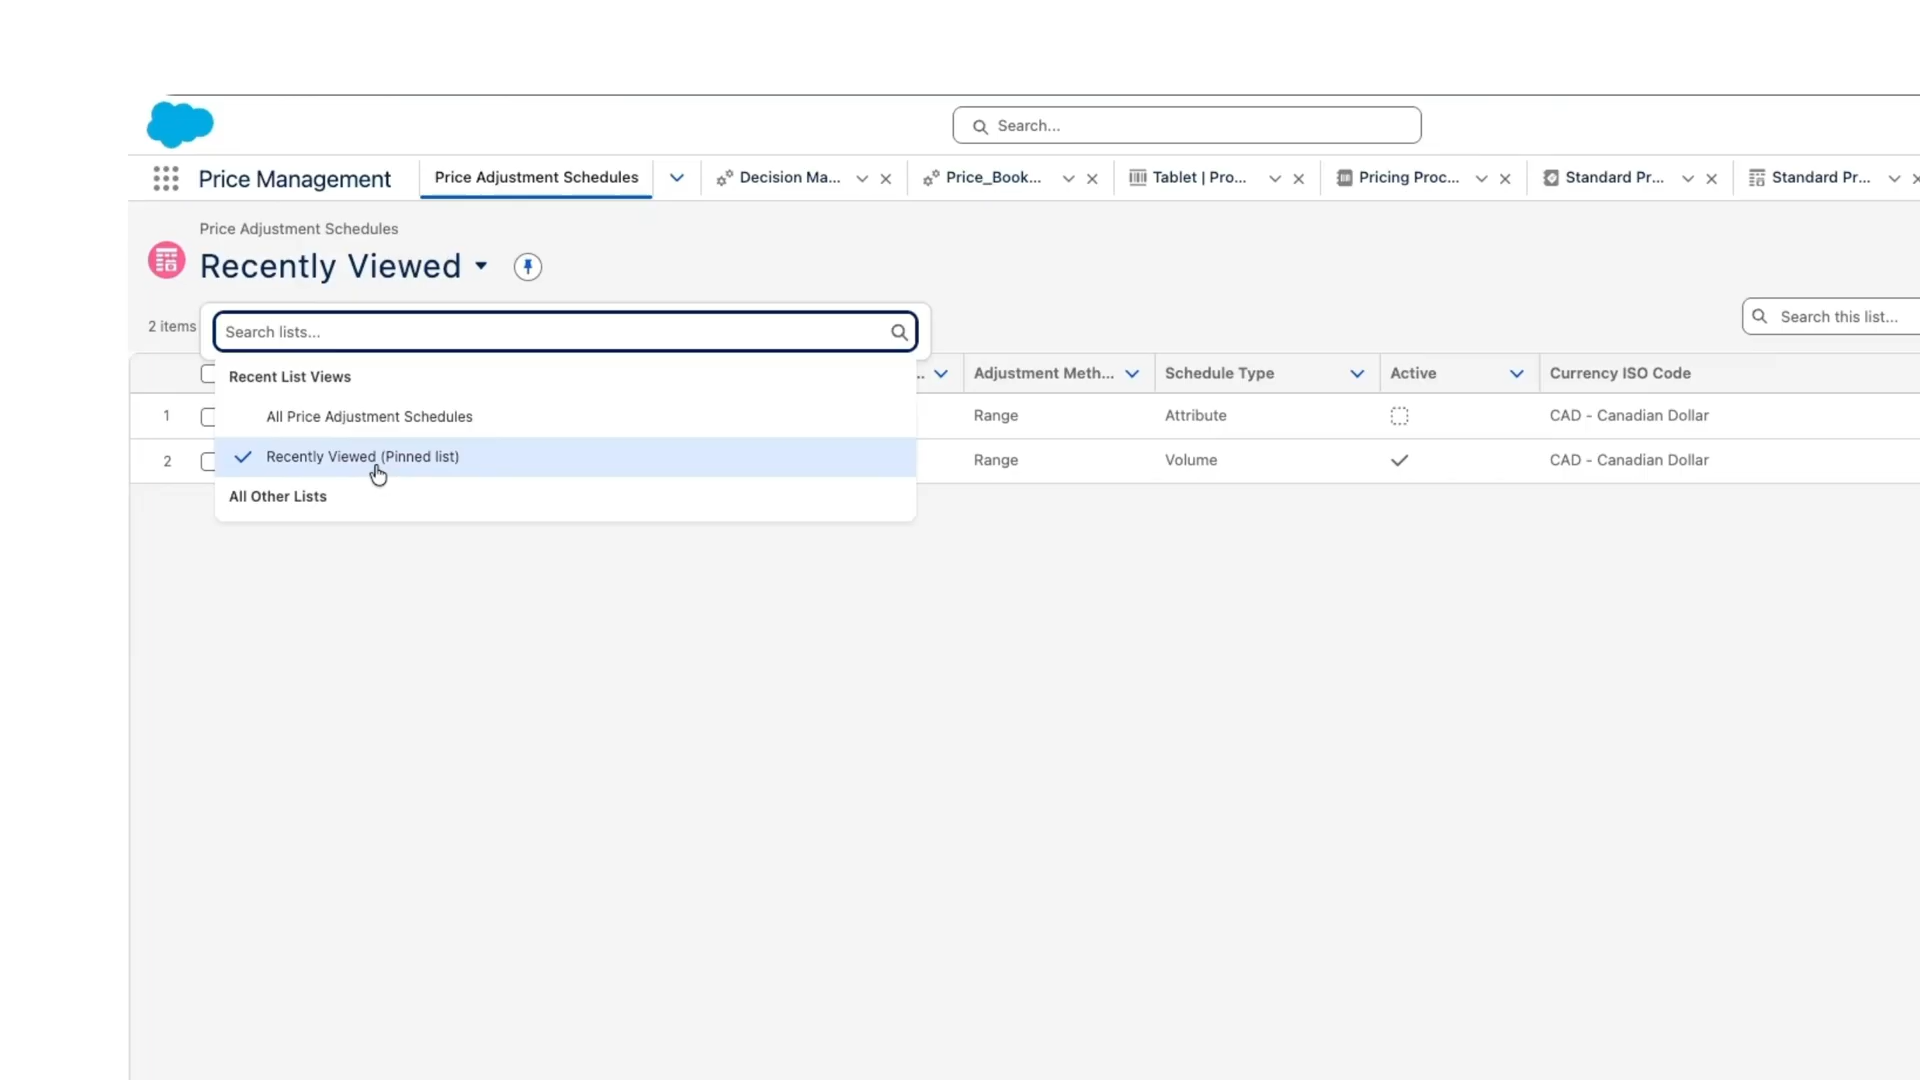 Search...
Price Management
Price Adjustment Schedules
Decision Ma...
Price_Book...
Tablet | Pro...
Pricing Proc...
Standard Pr...
Standard Pr...
Price Adjustment Schedules
Recently Viewed
2 items
Search lists...
Search this list...
Recent List Views
All Price Adjustment Schedules
Recently Viewed (Pinned list)
All Other Lists
.. Adjustment Meth... Schedule Type Active Currency ISO Code
1 Range Attribute CAD - Canadian Dollar
2 Range Volume CAD - Canadian Dollar